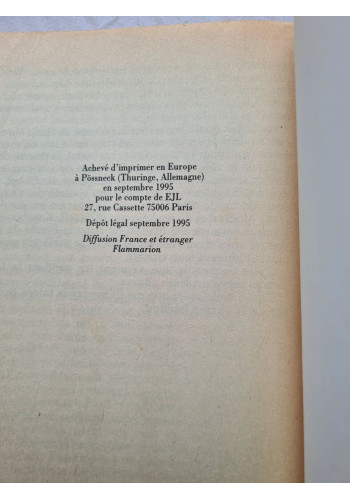 Achevé d'imprimer en Europe
à Pössneck (Thuringe, Allemagne)
en septembre 1995
pour le compte de EJL
27, rue Cassette 75006 Paris
Dépôt légal septembre 1995
Diffusion France et étranger
Flammarion